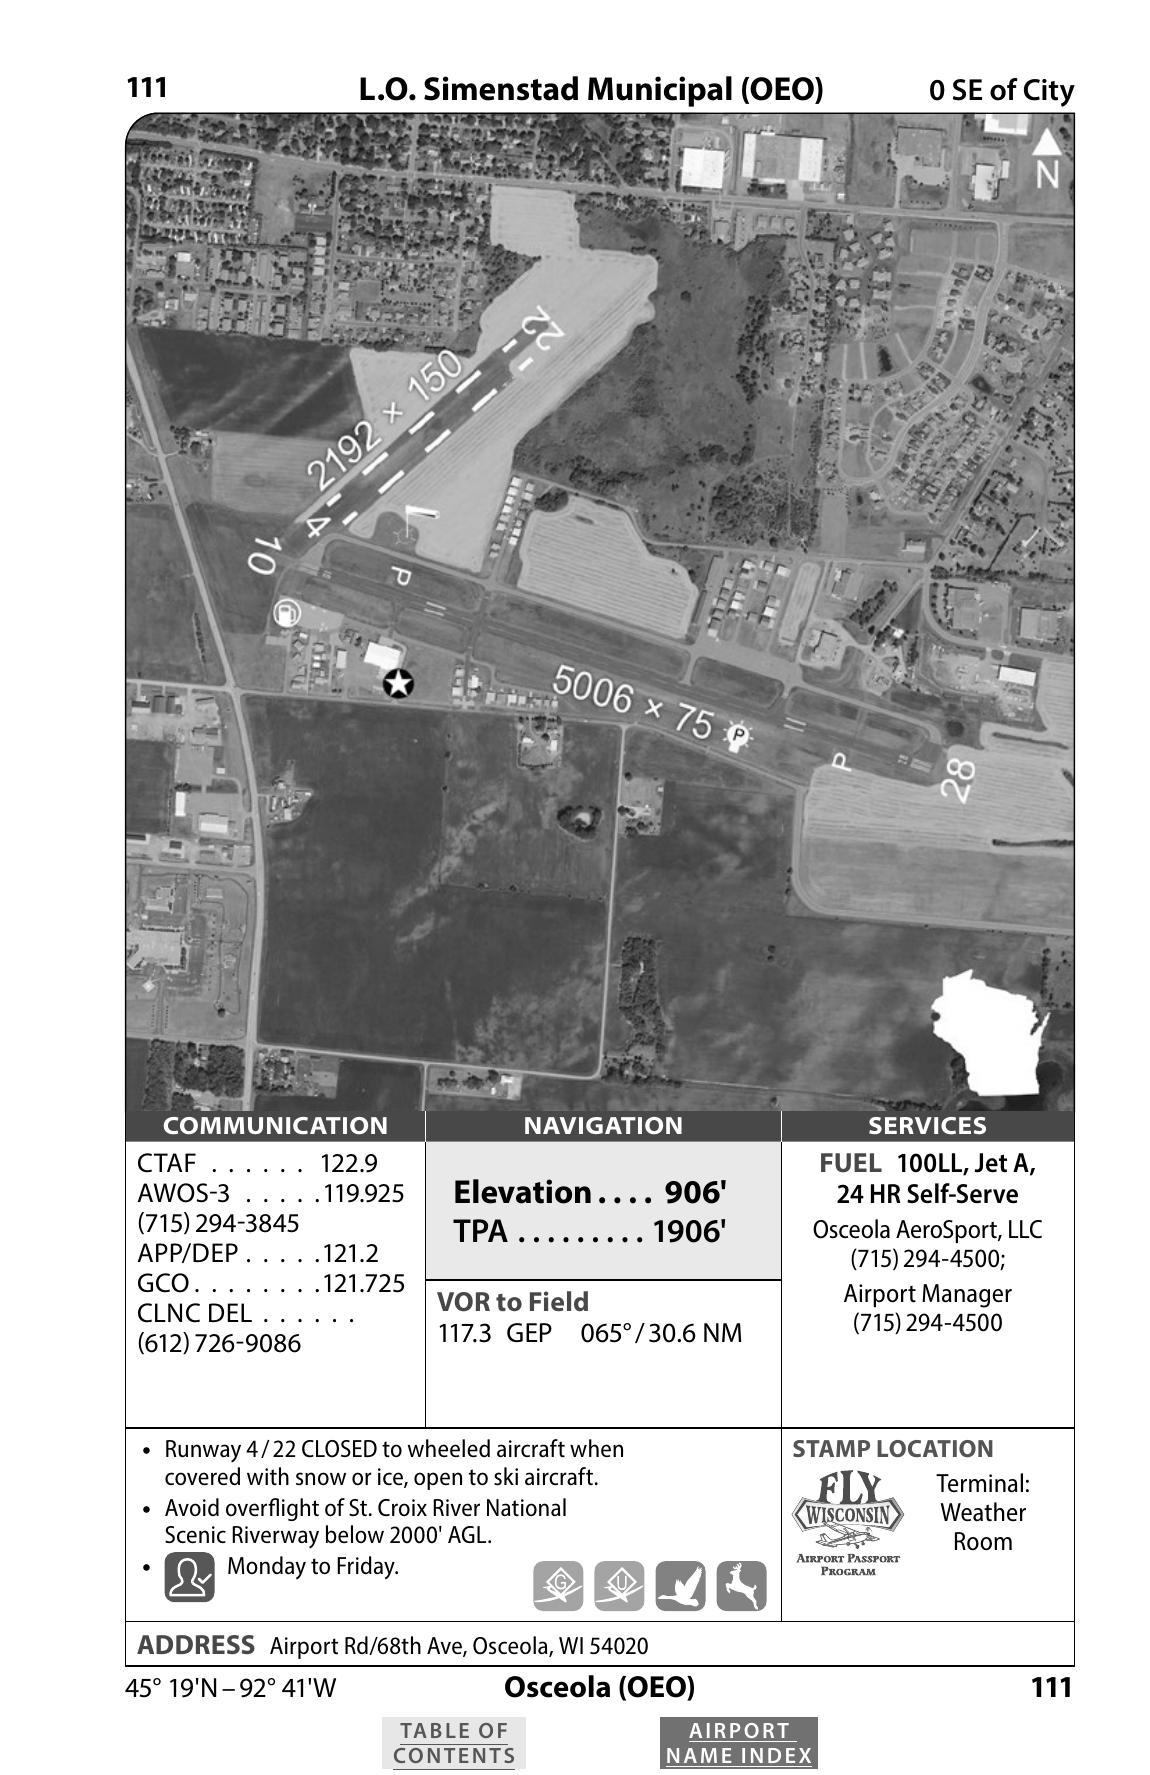 111 L.O. Simenstad Municipal (OEO) 0 SE of City
N
22
2192 × 150
4
10
P
5006 × 75
P
P
28
COMMUNICATION
CTAF . . . . . . 122.9
AWOS-3 . . . . . 119.925
(715) 294-3845
APP/DEP . . . . . 121.2
GCO . . . . . . . . 121.725
CLNC DEL . . . . . .
(612) 726-9086
NAVIGATION
Elevation . . . . 906'
TPA . . . . . . . . . 1906'
VOR to Field
117.3 GEP 065° / 30.6 NM
SERVICES
FUEL 100LL, Jet A,
24 HR Self-Serve
Osceola AeroSport, LLC
(715) 294-4500;
Airport Manager
(715) 294-4500
• Runway 4 / 22 CLOSED to wheeled aircraft when
covered with snow or ice, open to ski aircraft.
• Avoid overflight of St. Croix River National
Scenic Riverway below 2000' AGL.
• Monday to Friday.
G U
STAMP LOCATION
FLY
WISCONSIN
AIRPORT PASSPORT
PROGRAM
Terminal:
Weather
Room
ADDRESS Airport Rd/68th Ave, Osceola, WI 54020
45° 19'N – 92° 41'W Osceola (OEO) 111
TABLE OF
CONTENTS
AIRPORT
NAME INDEX